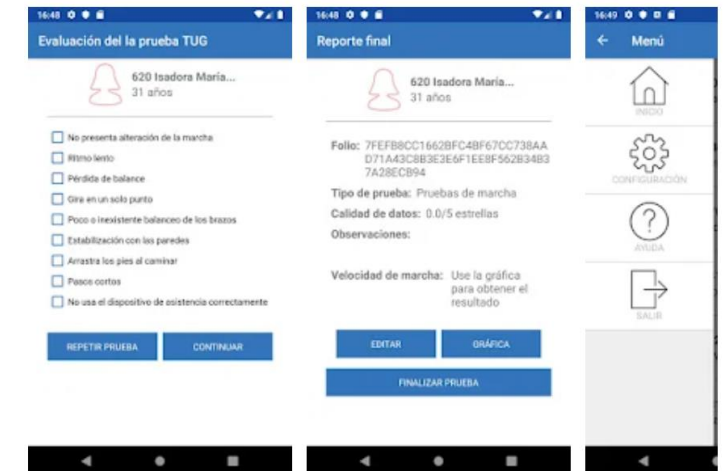 16:48
Evaluación del la prueba TUG
620 Isadora María...
31 años
No presenta alteración de la marcha
Ritmo lento
Pérdida de balance
Gira en un solo punto
Poco o inexistente balanceo de los brazos
Estabilización con las paredes
Arrastra los pies al caminar
Pasos cortos
No usa el dispositivo de asistencia correctamente
REPETIR PRUEBA
CONTINUAR
16:48
Reporte final
620 Isadora María...
31 años
Folio: 7FEFB8CC1662BFC4BF67CC738AA
D71A43C8B3E3E6F1EE8F562B34B3
7A28ECB94
Tipo de prueba: Pruebas de marcha
Calidad de datos: 0.0/5 estrellas
Observaciones:
Velocidad de marcha: Use la gráfica
para obtener el
resultado
EDITAR
GRÁFICA
FINALIZAR PRUEBA
16:49
Menú
INICIO
CONFIGURACIÓN
AYUDA
SALIR